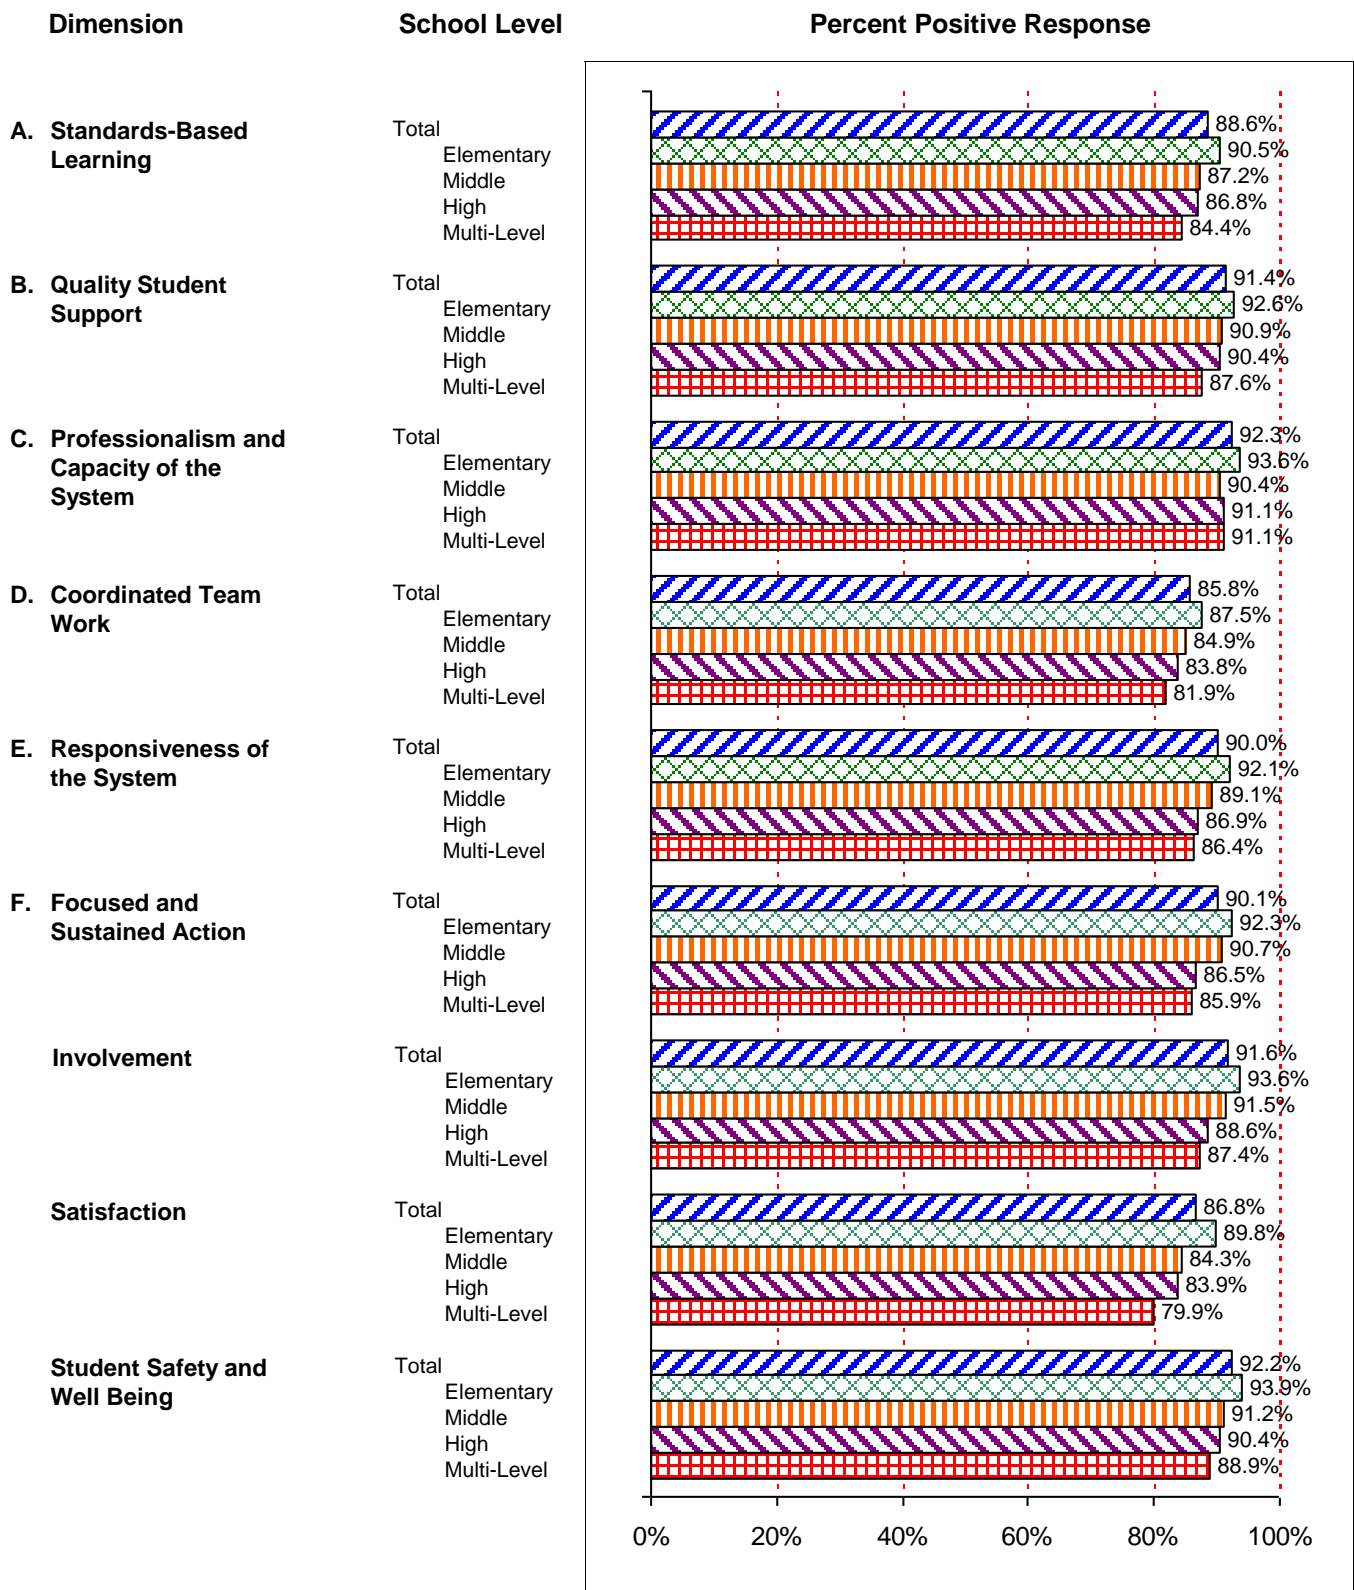 Dimension School Level Percent Positive Response
A. Standards-Based
Learning
Total
Elementary
Middle
High
Multi-Level
88.6%
90.5%
87.2%
86.8%
84.4%
B. Quality Student
Support
Total
Elementary
Middle
High
Multi-Level
91.4%
92.6%
90.9%
90.4%
87.6%
C. Professionalism and
Capacity of the
System
Total
Elementary
Middle
High
Multi-Level
92.3%
93.6%
90.4%
91.1%
91.1%
D. Coordinated Team
Work
Total
Elementary
Middle
High
Multi-Level
85.8%
87.5%
84.9%
83.8%
81.9%
E. Responsiveness of
the System
Total
Elementary
Middle
High
Multi-Level
90.0%
92.1%
89.1%
86.9%
86.4%
F. Focused and
Sustained Action
Total
Elementary
Middle
High
Multi-Level
90.1%
92.3%
90.7%
86.5%
85.9%
Involvement
Total
Elementary
Middle
High
Multi-Level
91.6%
93.6%
91.5%
88.6%
87.4%
Satisfaction
Total
Elementary
Middle
High
Multi-Level
86.8%
89.8%
84.3%
83.9%
79.9%
Student Safety and
Well Being
Total
Elementary
Middle
High
Multi-Level
92.2%
93.9%
91.2%
90.4%
88.9%
0% 20% 40% 60% 80% 100%